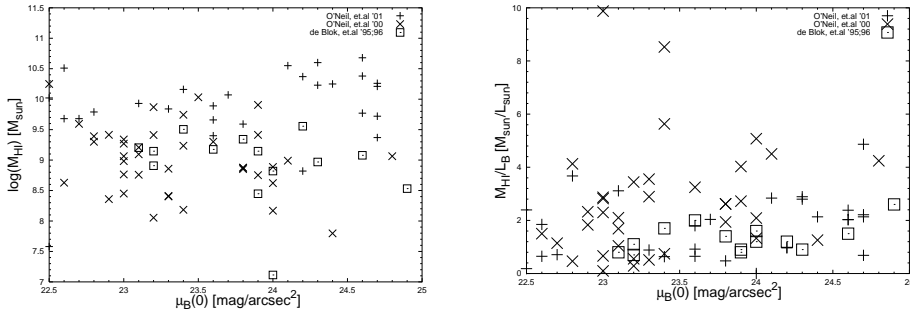 11.5
11
10.5
10
9.5
9
8.5
8
7.5
7
22.5 23 23.5 24 24.5 25
log(M_HI) [M_sun]
μ_B(0) [mag/arcsec²]
O'Neil, et.al '01
O'Neil, et.al '00
de Blok, et.al '95;96
10
8
6
4
2
0
22.5 23 23.5 24 24.5 25
M_HI/L_B [M_sun/L_sun]
μ_B(0) [mag/arcsec²]
O'Neil, et.al '01
O'Neil, et.al '00
de Blok, et.al '95;96